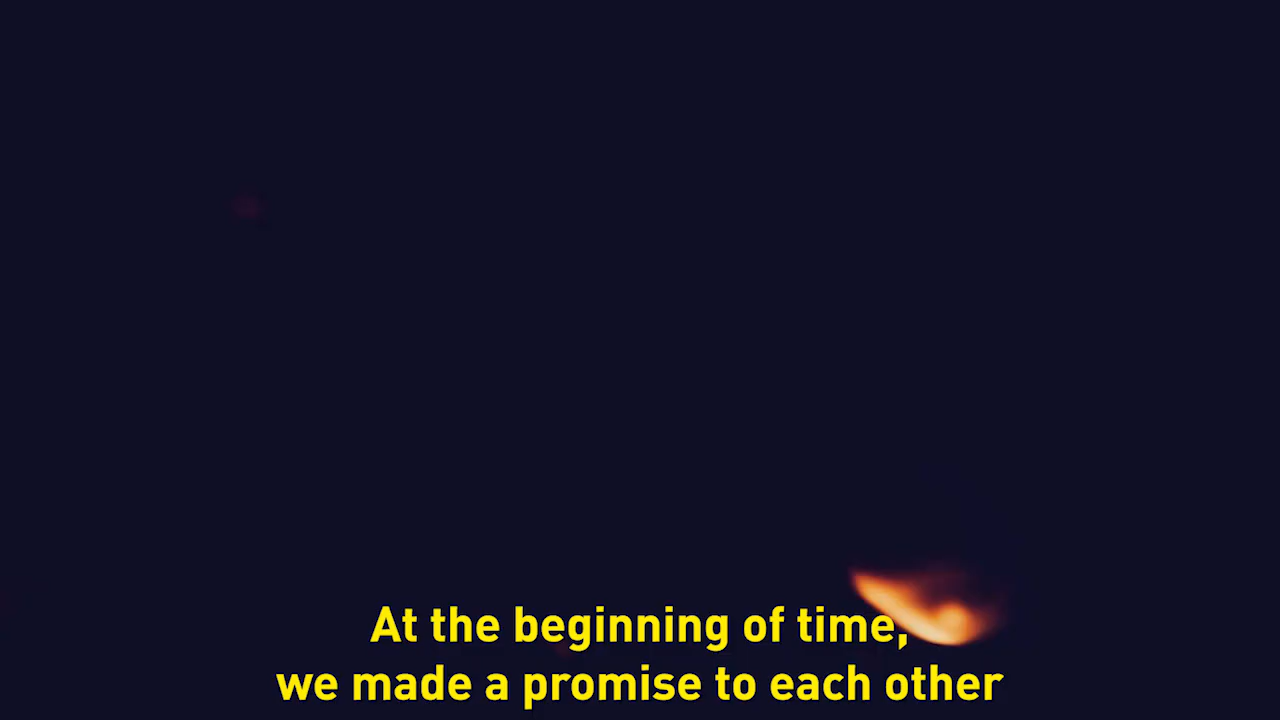 At the beginning of time,
we made a promise to each other